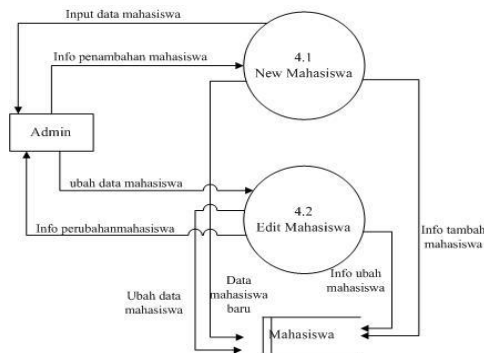 Input data mahasiswa
4.1
New Mahasiswa
Info penambahan mahasiswa
Admin
ubah data mahasiswa
4.2
Edit Mahasiswa
Info perubahanmahasiswa
Info tambah
mahasiswa
Info ubah
mahasiswa
Ubah data
mahasiswa
Data
mahasiswa
baru
Mahasiswa